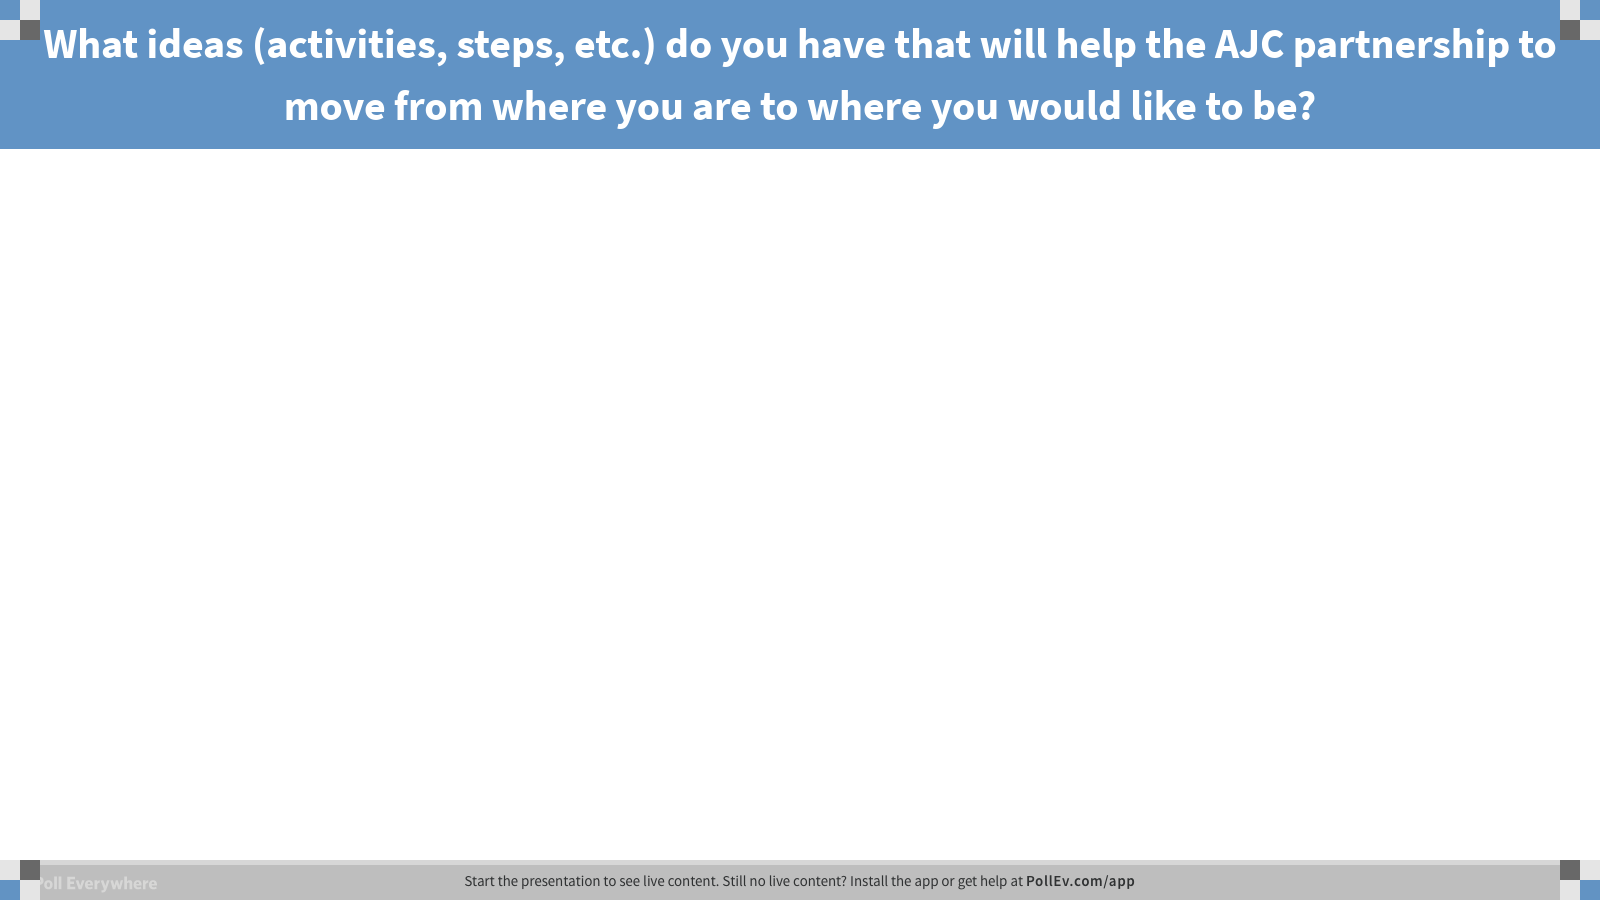 What ideas (activities, steps, etc.) do you have that will help the AJC partnership to
move from where you are to where you would like to be?
Poll Everywhere
Start the presentation to see live content. Still no live content? Install the app or get help at PollEv.com/app